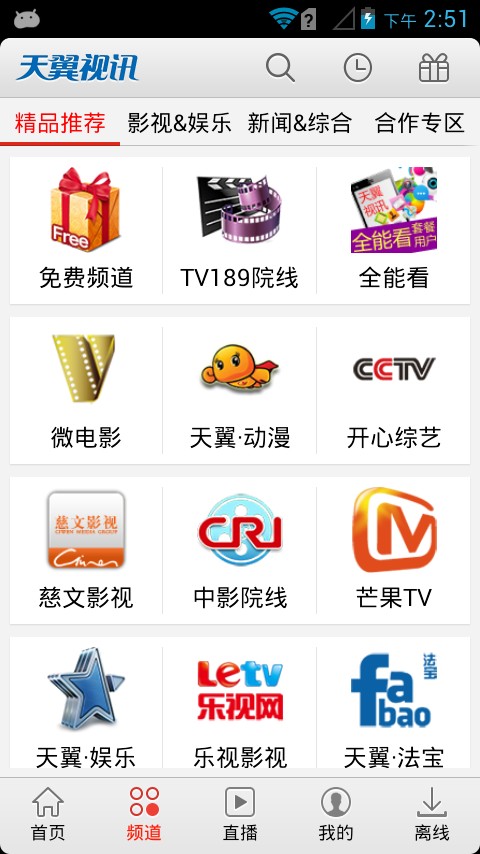 下午 2:51
天翼视讯
精品推荐 影视&娱乐 新闻&综合 合作专区
Free
天翼
视讯
全能看 套餐
用户
免费频道 TV189院线 全能看
CCTV
微电影 天翼·动漫 开心综艺
慈文影视
CIWEN MEDIA GROUP
Ciwen
CRI
慈文影视 中影院线 芒果TV
Letv
乐视网
fa
bao
法宝
天翼·娱乐 乐视影视 天翼·法宝
首页 频道 直播 我的 离线